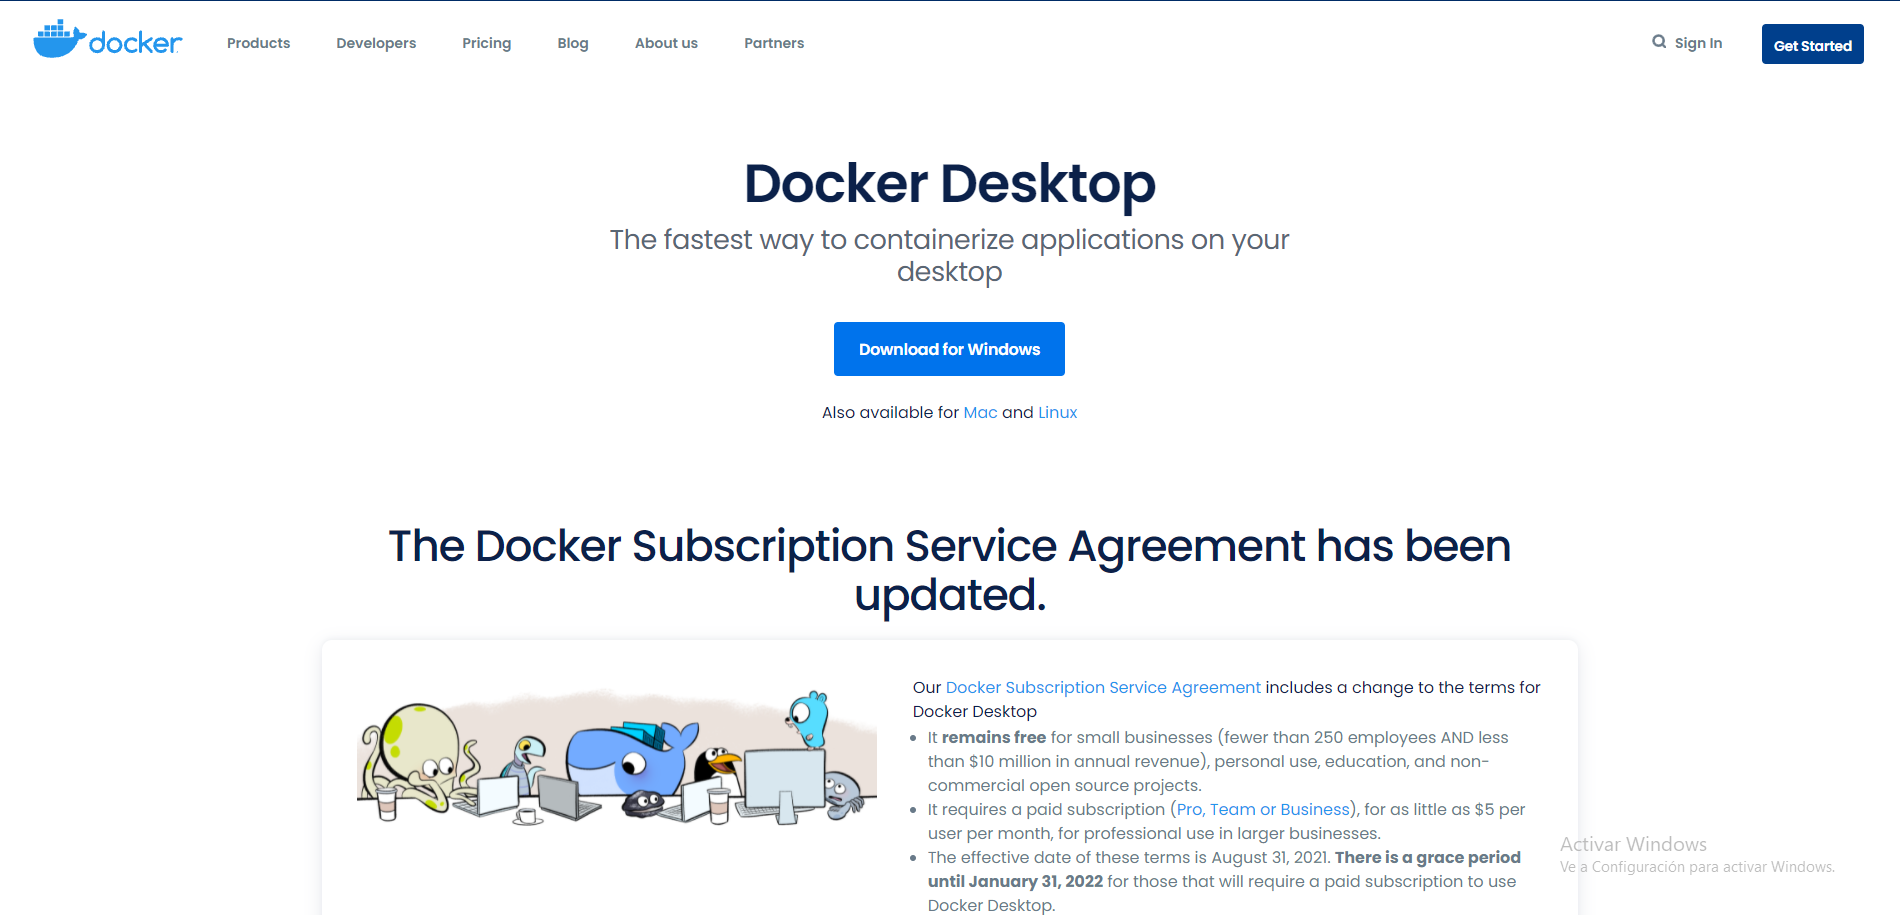 docker
Products
Developers
Pricing
Blog
About us
Partners
Sign In
Get Started
Docker Desktop
The fastest way to containerize applications on your
desktop
Download for Windows
Also available for Mac and Linux
The Docker Subscription Service Agreement has been
updated.
Our Docker Subscription Service Agreement includes a change to the terms for
Docker Desktop
It remains free for small businesses (fewer than 250 employees AND less
than $10 million in annual revenue), personal use, education, and non-
commercial open source projects.
It requires a paid subscription (Pro, Team or Business), for as little as $5 per
user per month, for professional use in larger businesses.
The effective date of these terms is August 31, 2021. There is a grace period
until January 31, 2022 for those that will require a paid subscription to use
Docker Desktop.
Activar Windows
Ve a Configuración para activar Windows.